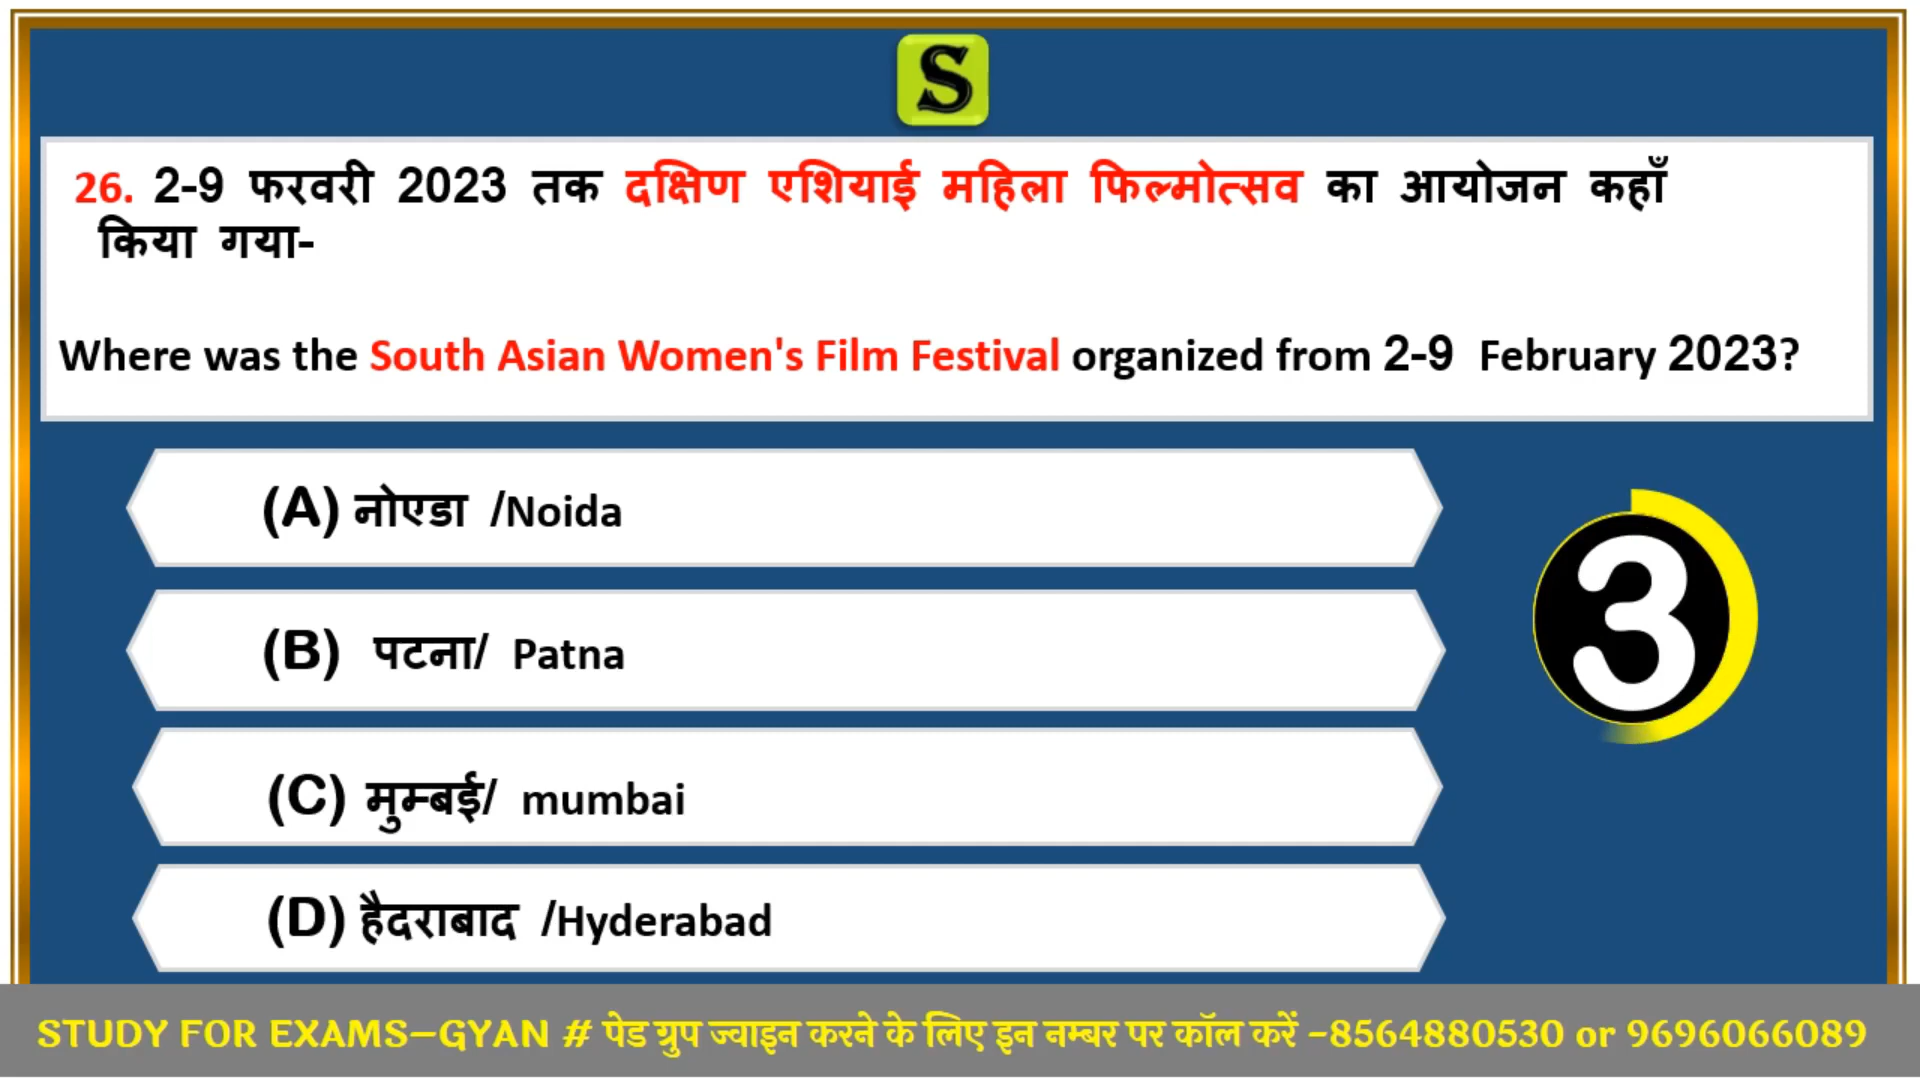 S
26. 2-9 फरवरी 2023 तक दक्षिण एशियाई महिला फिल्मोत्सव का आयोजन कहाँ
किया गया-
Where was the South Asian Women's Film Festival organized from 2-9 February 2023?
(A) नोएडा /Noida
(B) पटना/ Patna
3
(C) मुम्बई/ mumbai
(D) हैदराबाद /Hyderabad
STUDY FOR EXAMS–GYAN # पेड ग्रुप ज्वाइन करने के लिए इन नम्बर पर कॉल करें –8564880530 or 9696066089